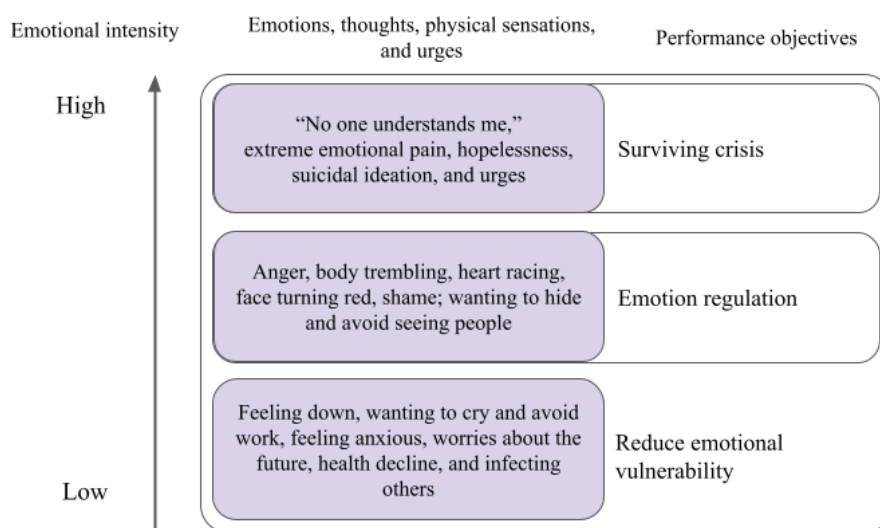 Emotional intensity
Emotions, thoughts, physical sensations,
and urges
Performance objectives
High
“No one understands me,”
extreme emotional pain, hopelessness,
suicidal ideation, and urges
Surviving crisis
Anger, body trembling, heart racing,
face turning red, shame; wanting to hide
and avoid seeing people
Emotion regulation
Feeling down, wanting to cry and avoid
work, feeling anxious, worries about the
future, health decline, and infecting
others
Reduce emotional
vulnerability
Low